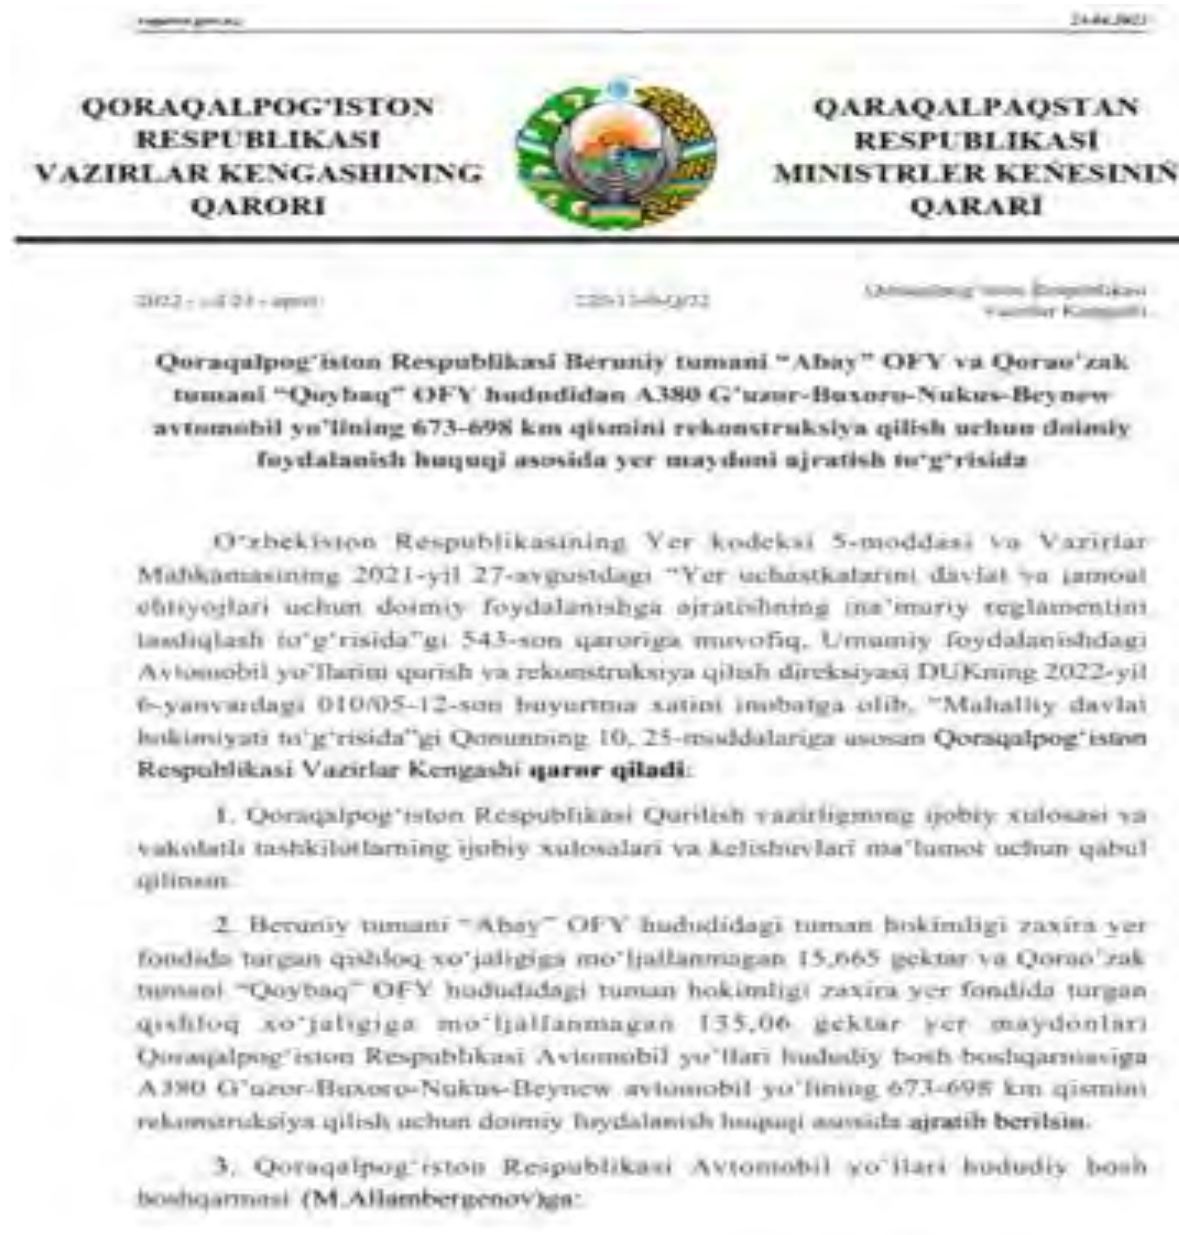 QORAQALPOG‘ISTON
RESPUBLIKASI
VAZIRLAR KENGASHINING
QARORI
QARAQALPAQSTAN
RESPUBLIKASÍ
MINISTRLER KEŃESINIŃ
QARARÍ
2022 - yil - aprel
Qoraqalpog‘iston Respublikasi
Vazirlar Kengashi
Qoraqalpog‘iston Respublikasi Beruniy tumani “Abay” OFY va Qorao‘zak
tumani “Qoybaq” OFY hududidan A380 G‘uzor-Buxoro-Nukus-Beynew
avtomobil yo‘lining 673-698 km qismini rekonstruksiya qilish uchun doimiy
foydalanish huquqi asosida yer maydoni ajratish to‘g‘risida
O‘zbekiston Respublikasining Yer kodeksi 5-moddasi va Vazirlar
Mahkamasining 2021-yil 27-avgustdagi “Yer uchastkalarini davlat va jamoat
ehtiyojlari uchun doimiy foydalanishga ajratishning ma’muriy reglamentini
tasdiqlash to‘g‘risida”gi 543-son qaroriga muvofiq, Umumiy foydalanishdagi
Avtomobil yo‘llarini qurish va rekonstruksiya qilish direksiyasi DUKning 2022-yil
6-yanvardagi 010/05-12-son buyurtma xatini inobatga olib, “Mahalliy davlat
hokimiyati to‘g‘risida”gi Qonunning 10, 25-moddalariga asosan Qoraqalpog‘iston
Respublikasi Vazirlar Kengashi qaror qiladi:
1. Qoraqalpog‘iston Respublikasi Qurilish vazirligining ijobiy xulosasi va
vakolatli tashkilotlarning ijobiy xulosalari va kelishuvlari ma’lumot uchun qabul
qilinsin.
2. Beruniy tumani “Abay” OFY hududidagi tuman hokimligi zaxira yer
fondida turgan qishloq xo‘jaligiga mo‘ljallanmagan 15,665 gektar va Qorao‘zak
tumani “Qoybaq” OFY hududidagi tuman hokimligi zaxira yer fondida turgan
qishloq xo‘jaligiga mo‘ljallanmagan 135,06 gektar yer maydonlari
Qoraqalpog‘iston Respublikasi Avtomobil yo‘llari hududiy bosh boshqarmasiga
A380 G‘uzor-Buxoro-Nukus-Beynew avtomobil yo‘lining 673-698 km qismini
rekonstruksiya qilish uchun doimiy foydalanish huquqi asosida ajratib berilsin.
3. Qoraqalpog‘iston Respublikasi Avtomobil yo‘llari hududiy bosh
boshqarmasi (M.Allambergenov)ga: